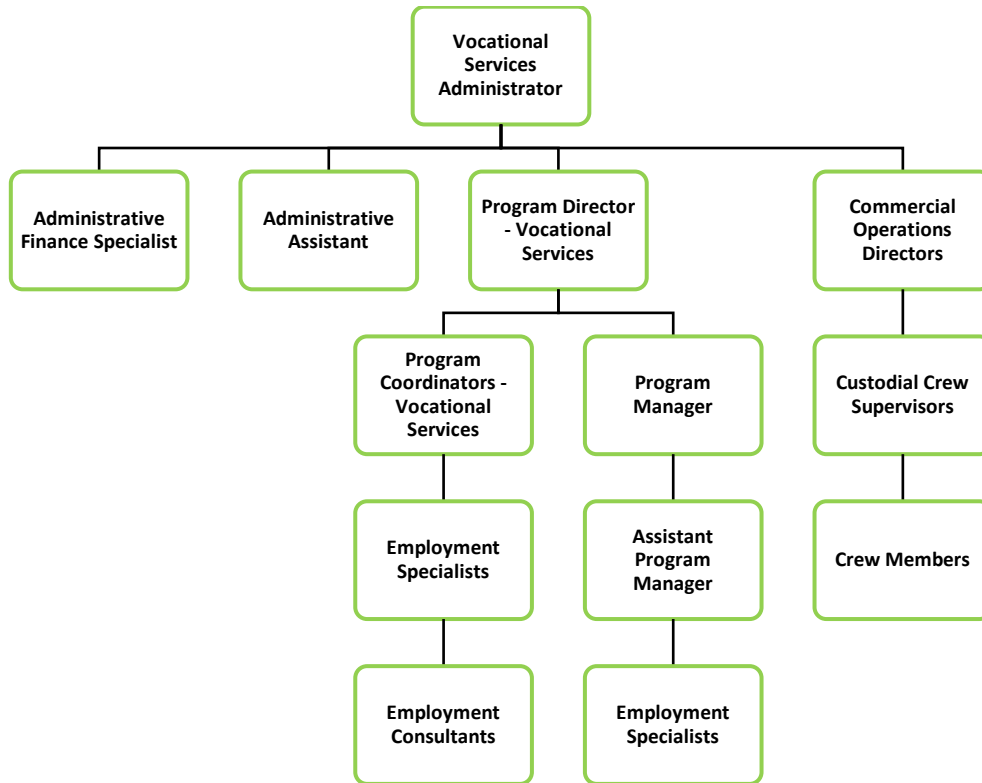 Vocational
Services
Administrator
Administrative
Finance Specialist
Administrative
Assistant
Program Director
- Vocational
Services
Commercial
Operations
Directors
Program
Coordinators -
Vocational
Services
Program
Manager
Custodial Crew
Supervisors
Employment
Specialists
Assistant
Program
Manager
Crew Members
Employment
Consultants
Employment
Specialists